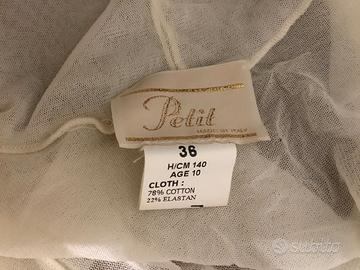 Petit
MADE IN ITALY
36
H/CM 140
AGE 10
CLOTH :
78% COTTON
22% ELASTAN
subito